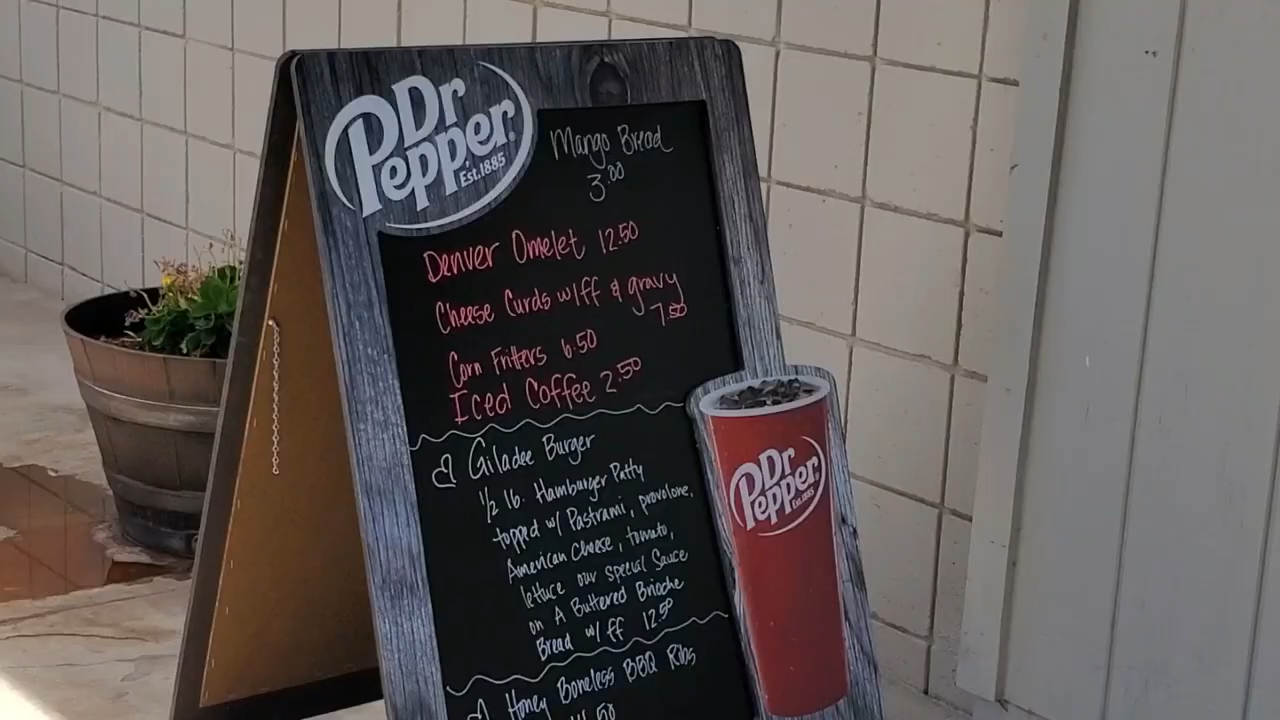 Dr
Pepper
Est.1885
Mango Bread
3.00
Denver Omelet 12.50
Cheese Curds w/ff & gravy
7.50
Corn Fritters 6.50
Iced Coffee 2.50
Giladee Burger
1/2 lb. Hamburger Patty
topped w/ Pastrami, provolone,
American cheese, tomato,
lettuce our special Sauce
on A Buttered Brioche
Bread w/ ff 12.50
Honey Boneless BBQ Ribs
Dr
Pepper
Est.1885